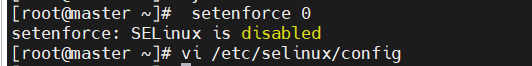 [root@master ~]#  setenforce 0
setenforce: SELinux is disabled
[root@master ~]# vi /etc/selinux/config